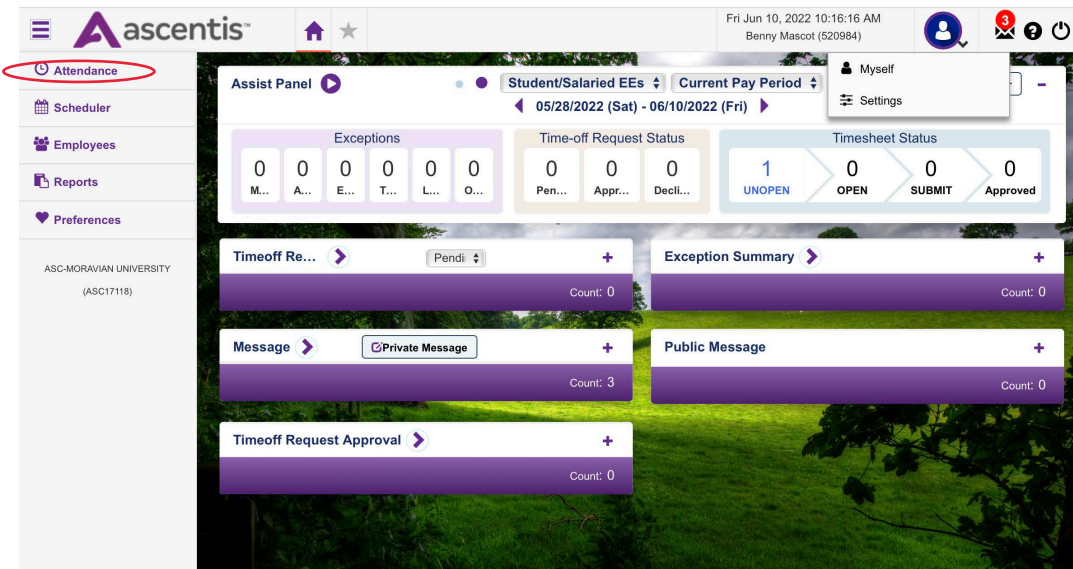 ascentis™
Fri Jun 10, 2022 10:16:16 AM
Benny Mascot (520984)
3
Myself
Settings
Attendance
Scheduler
Employees
Reports
Preferences
ASC-MORAVIAN UNIVERSITY
(ASC17118)
Assist Panel
Student/Salaried EEs
Current Pay Period
05/28/2022 (Sat) - 06/10/2022 (Fri)
Exceptions
0 0 0 0 0 0
M... A... E... T... L... O...
Time-off Request Status
0 0 0
Pen... Appr... Decli...
Timesheet Status
1 0 0 0
UNOPEN OPEN SUBMIT Approved
Timeoff Re... Pendi +
Count: 0
Exception Summary +
Count: 0
Message Private Message +
Count: 3
Public Message +
Count: 0
Timeoff Request Approval +
Count: 0